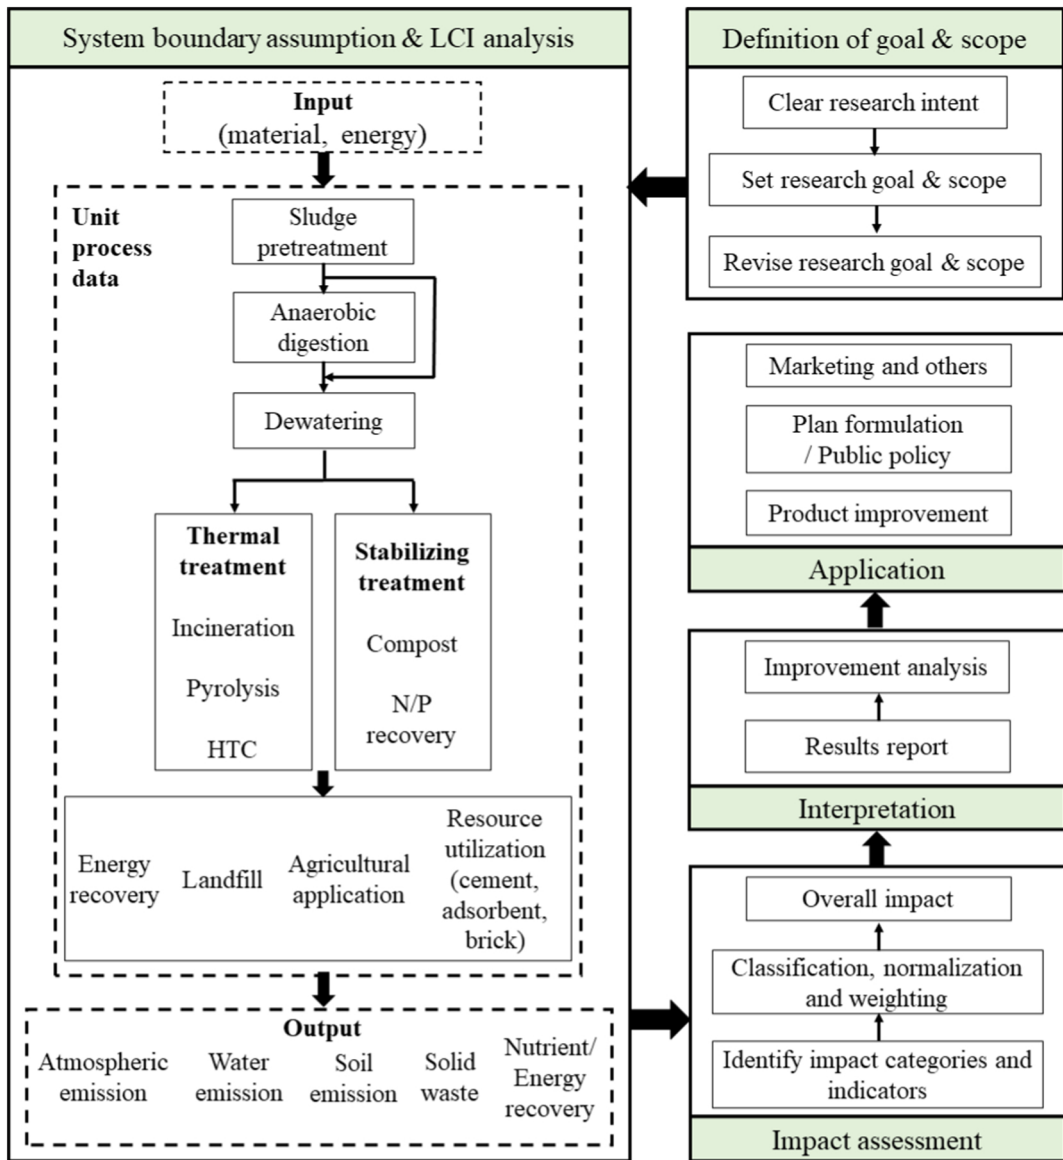 System boundary assumption & LCI analysis
Input
(material, energy)
Unit
process
data
Sludge
pretreatment
Anaerobic
digestion
Dewatering
Thermal
treatment
Incineration
Pyrolysis
HTC
Stabilizing
treatment
Compost
N/P
recovery
Energy
recovery
Landfill
Agricultural
application
Resource
utilization
(cement,
adsorbent,
brick)
Output
Atmospheric
emission
Water
emission
Soil
emission
Solid
waste
Nutrient/
Energy
recovery
Definition of goal & scope
Clear research intent
Set research goal & scope
Revise research goal & scope
Marketing and others
Plan formulation
/ Public policy
Product improvement
Application
Improvement analysis
Results report
Interpretation
Overall impact
Classification, normalization
and weighting
Identify impact categories and
indicators
Impact assessment